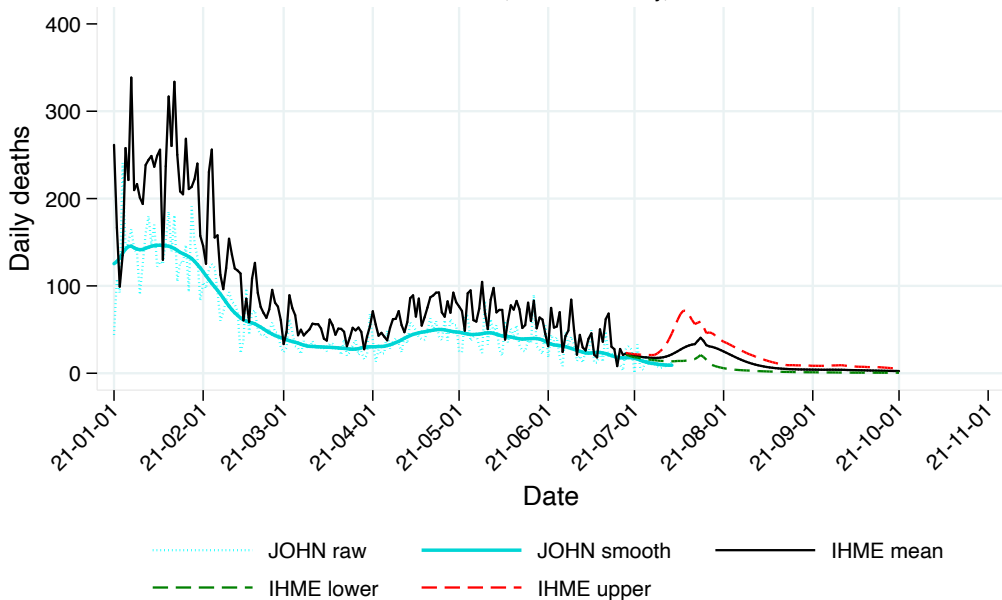 400
300
200
100
0
Daily deaths
21-01-01
21-02-01
21-03-01
21-04-01
21-05-01
21-06-01
21-07-01
21-08-01
21-09-01
21-10-01
21-11-01
Date
JOHN raw
JOHN smooth
IHME mean
IHME lower
IHME upper